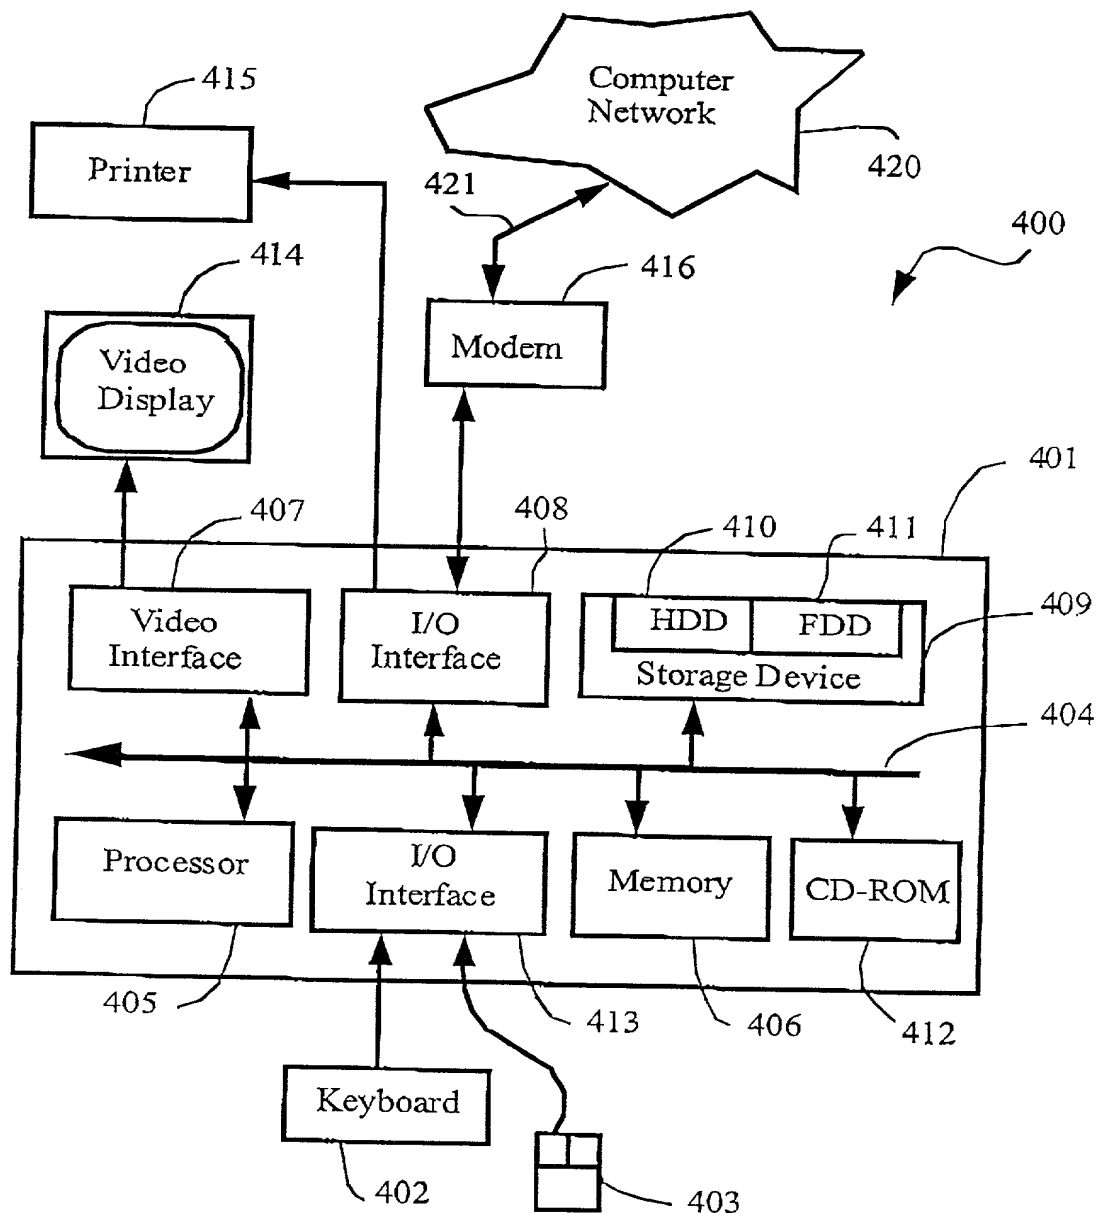 Computer
Network
415
Printer
420
421
400
414
416
Video
Display
Modem
401
407
408
410
411
Video
Interface
I/O
Interface
HDD
FDD
409
Storage Device
404
Processor
I/O
Interface
Memory
CD-ROM
405
413
406
412
Keyboard
402
403